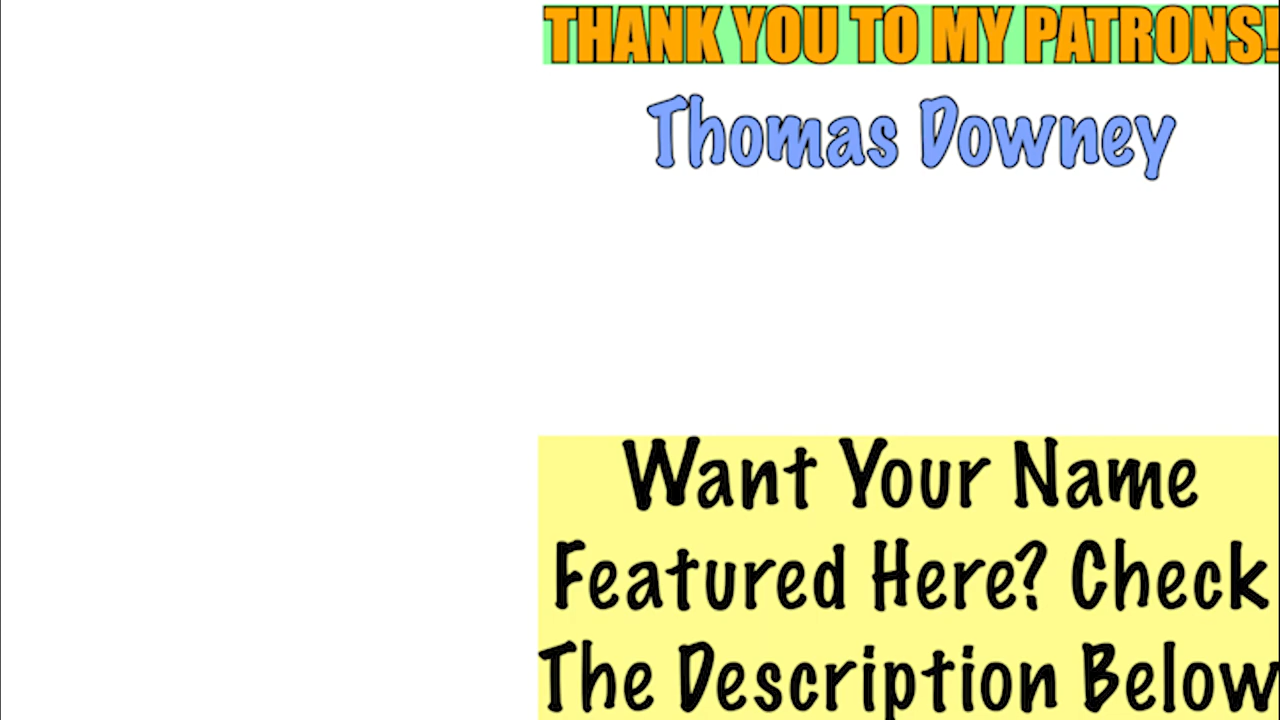 THANK YOU TO MY PATRONS!
Thomas Downey
Want Your Name
Featured Here? Check
The Description Below